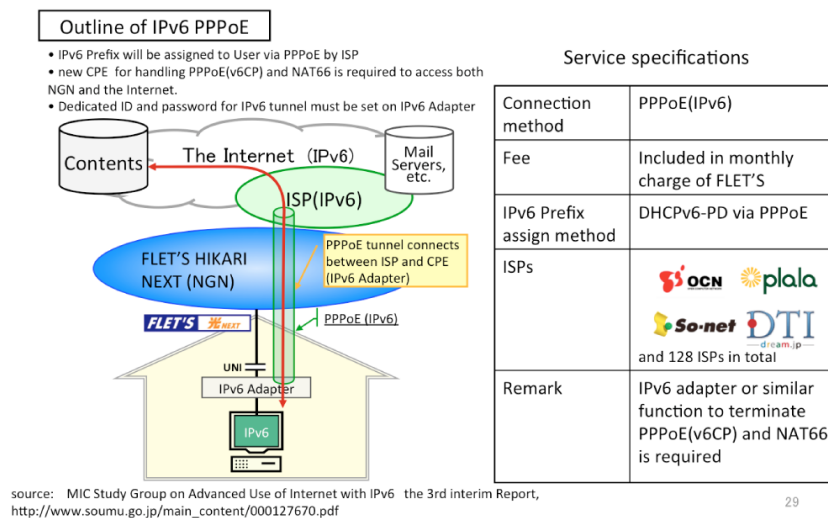 Outline of IPv6 PPPoE
• IPv6 Prefix will be assigned to User via PPPoE by ISP
• new CPE for handling PPPoE(v6CP) and NAT66 is required to access both
NGN and the Internet.
• Dedicated ID and password for IPv6 tunnel must be set on IPv6 Adapter
Contents
The Internet (IPv6)
Mail
Servers,
etc.
ISP(IPv6)
PPPoE tunnel connects
between ISP and CPE
(IPv6 Adapter)
FLET'S HIKARI
NEXT (NGN)
FLET'S 光 NEXT
PPPoE (IPv6)
UNI
IPv6 Adapter
IPv6
Service specifications
Connection
method
PPPoE(IPv6)
Fee
Included in monthly
charge of FLET'S
IPv6 Prefix
assign method
DHCPv6-PD via PPPoE
ISPs
OCN
plala
So-net
DTI
dream.jp
and 128 ISPs in total
Remark
IPv6 adapter or similar
function to terminate
PPPoE(v6CP) and NAT66
is required
source: MIC Study Group on Advanced Use of Internet with IPv6 the 3rd interim Report,
http://www.soumu.go.jp/main_content/000127670.pdf
29